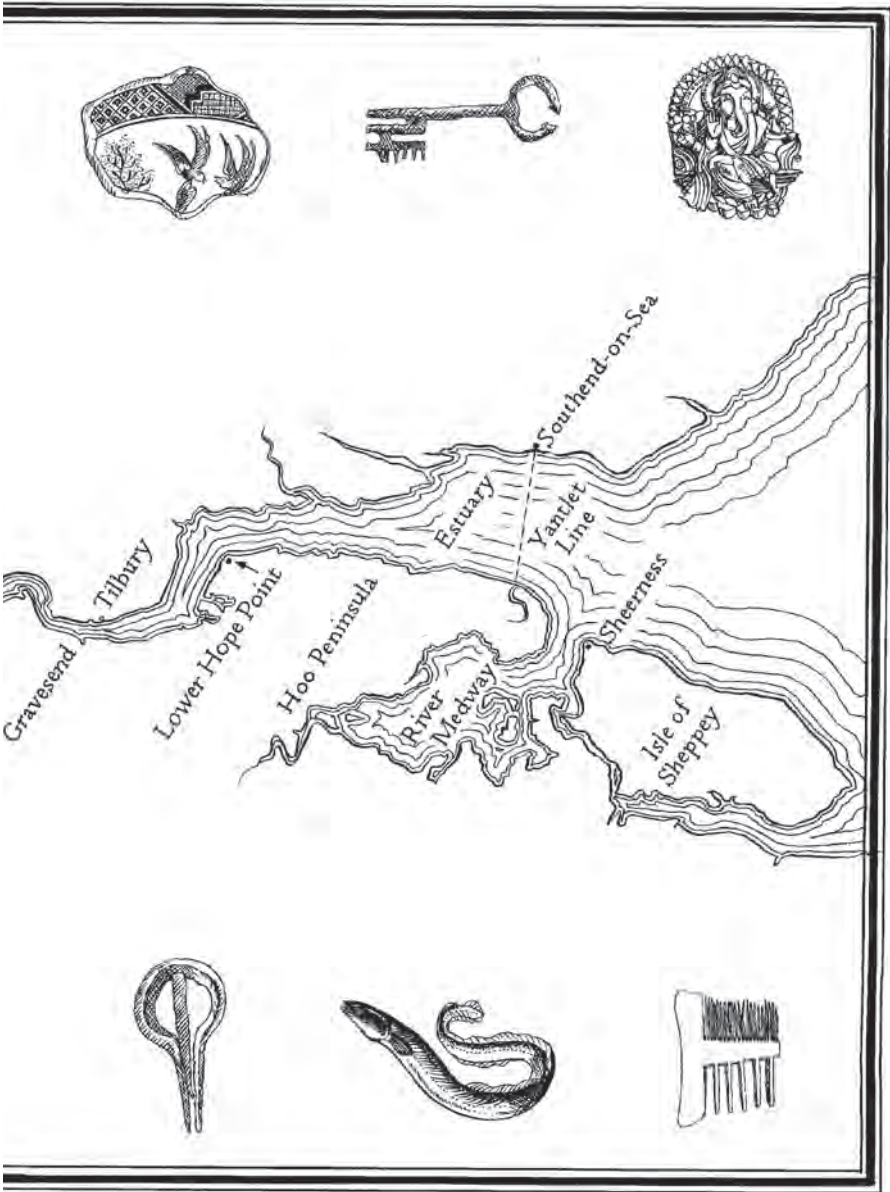 Southend-on-Sea
Estuary
Yantlet
Line
Tilbury
Gravesend
Lower Hope Point
Hoo Peninsula
Sheerness
River
Medway
Isle of
Sheppey